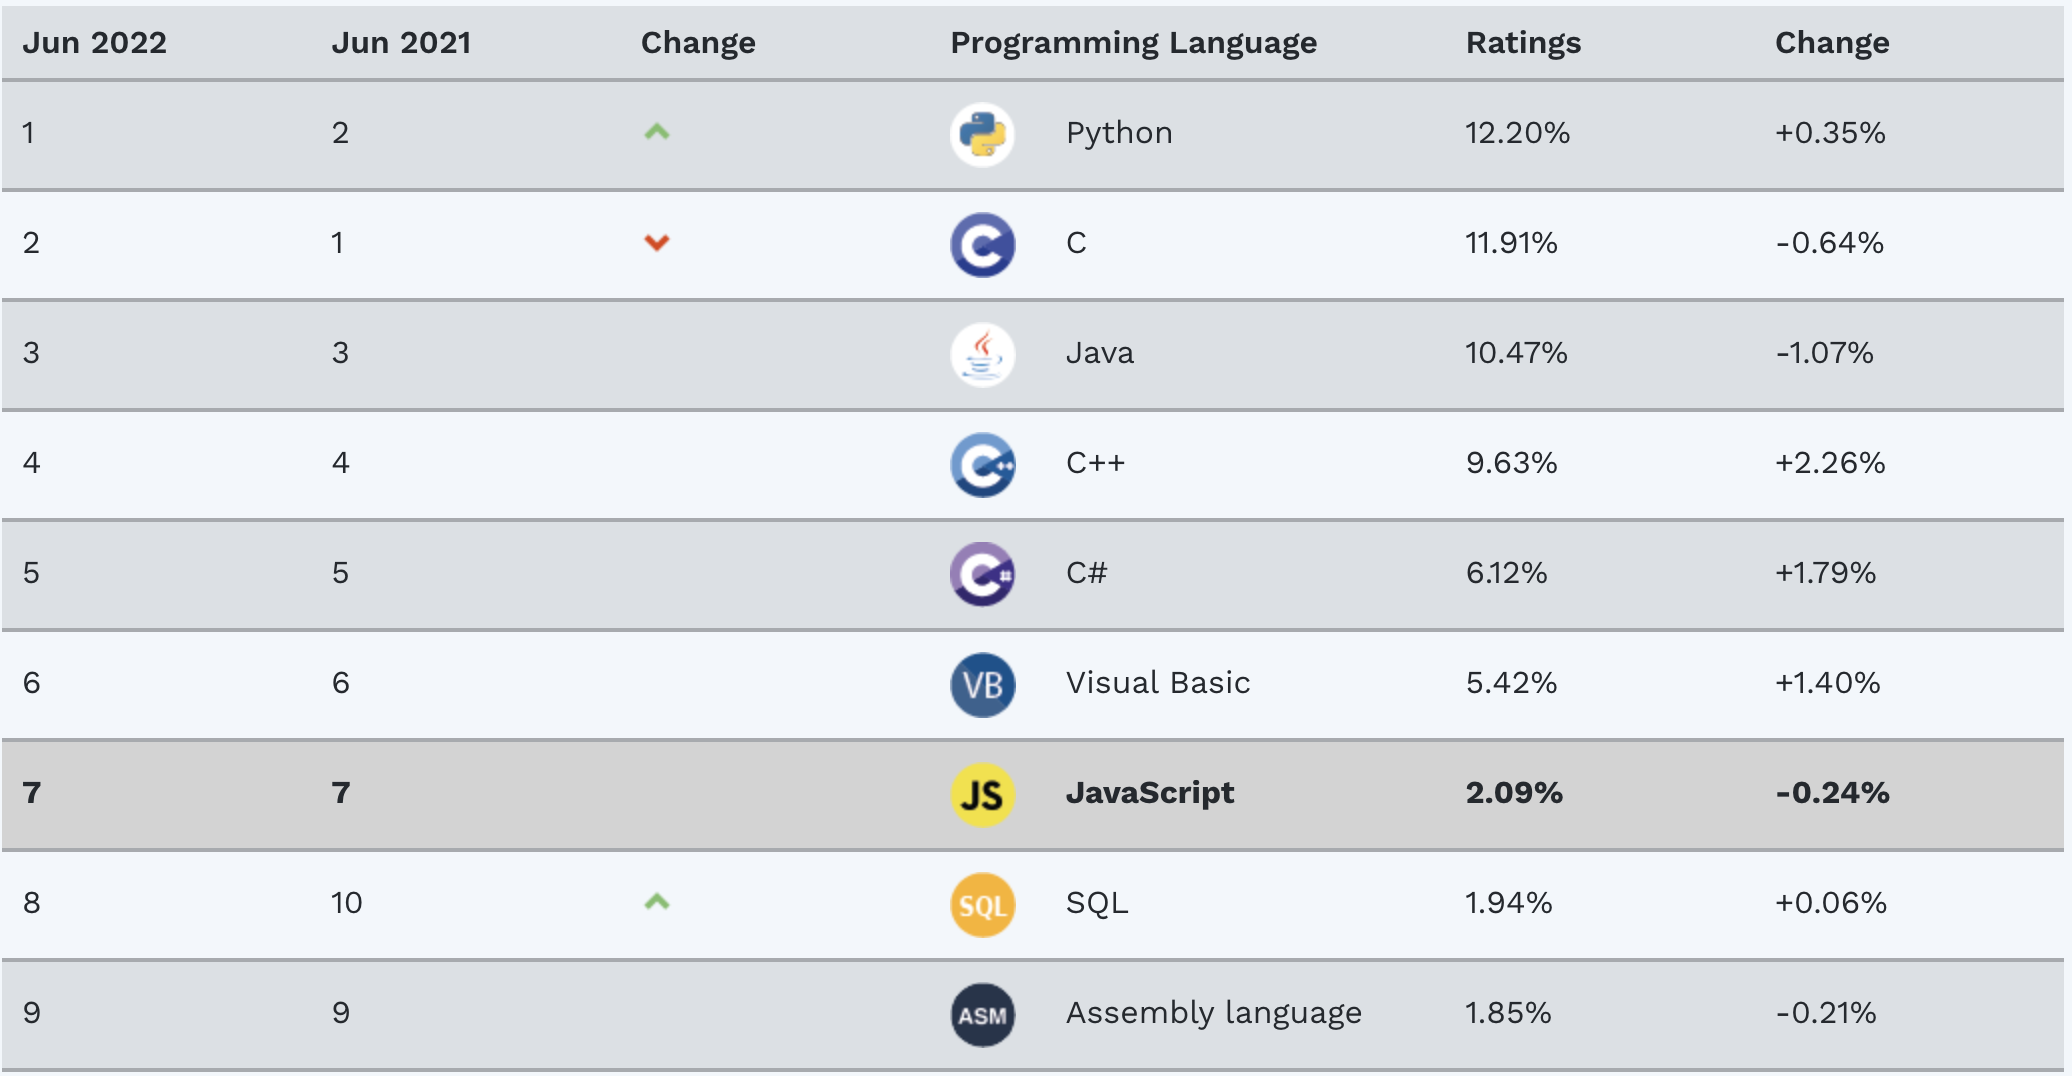 Jun 2022 Jun 2021 Change Programming Language Ratings Change
1 2 Python 12.20% +0.35%
2 1 C C 11.91% -0.64%
3 3 Java 10.47% -1.07%
4 4 C++ C++ 9.63% +2.26%
5 5 C# C# 6.12% +1.79%
6 6 VB Visual Basic 5.42% +1.40%
7 7 JS JavaScript 2.09% -0.24%
8 10 SQL SQL 1.94% +0.06%
9 9 ASM Assembly language 1.85% -0.21%